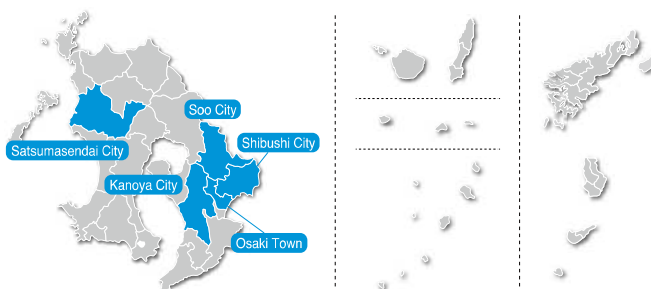 Soo City
Shibushi City
Satsumasendai City
Kanoya City
Osaki Town